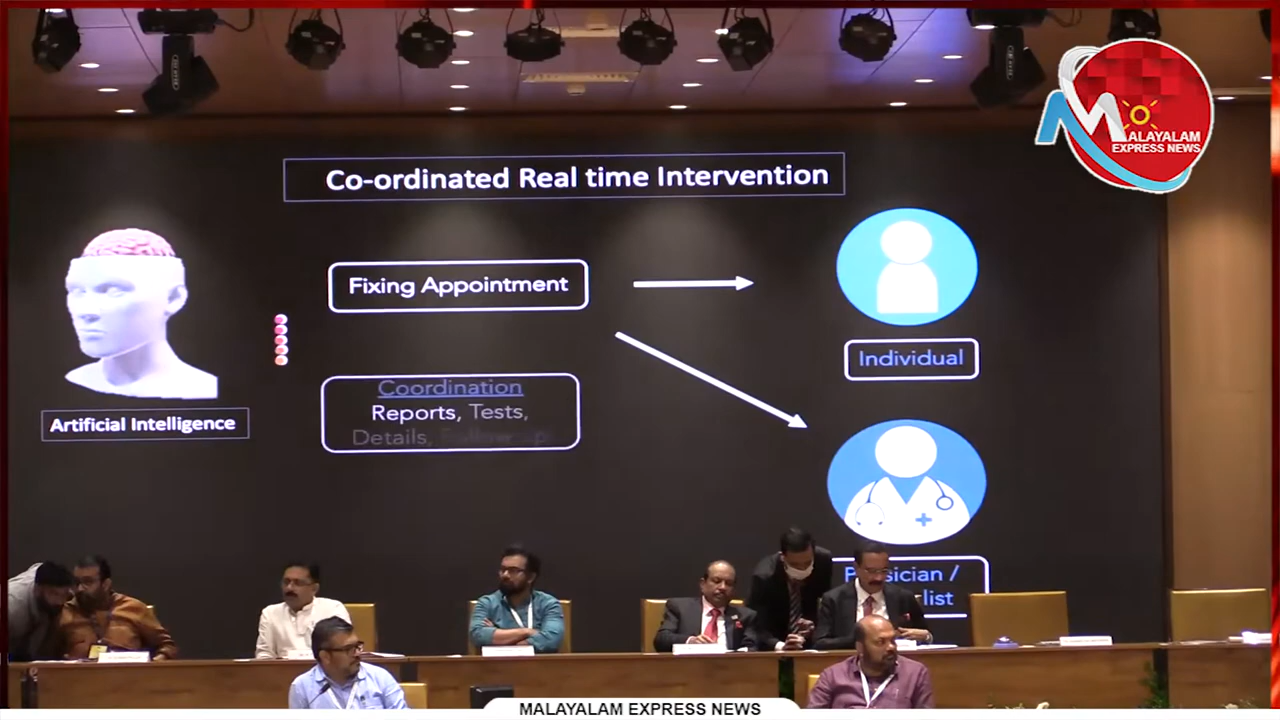 MALAYALAM
EXPRESS NEWS
Co-ordinated Real time Intervention
Fixing Appointment
Individual
Coordination
Reports, Tests,
Details,
Artificial Intelligence
MALAYALAM EXPRESS NEWS